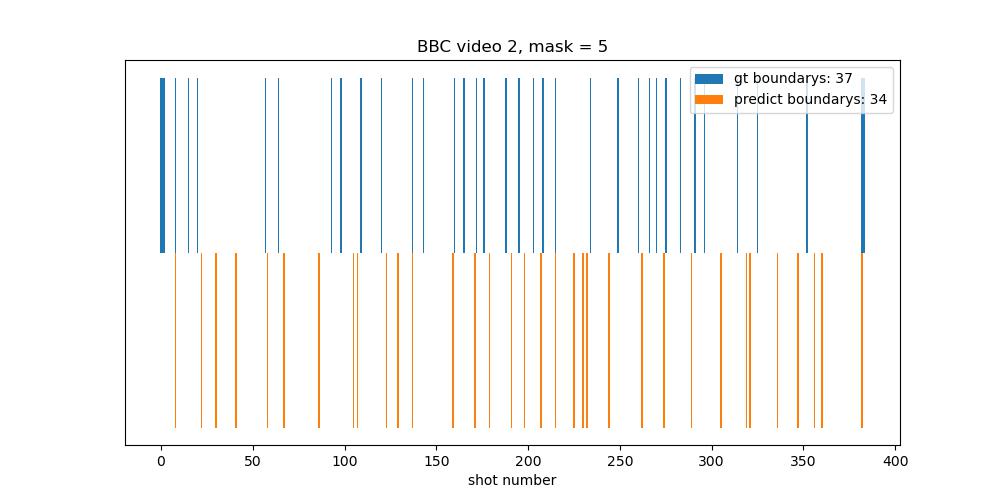 BBC video 2, mask = 5
gt boundarys: 37
predict boundarys: 34
0 50 100 150 200 250 300 350 400
shot number